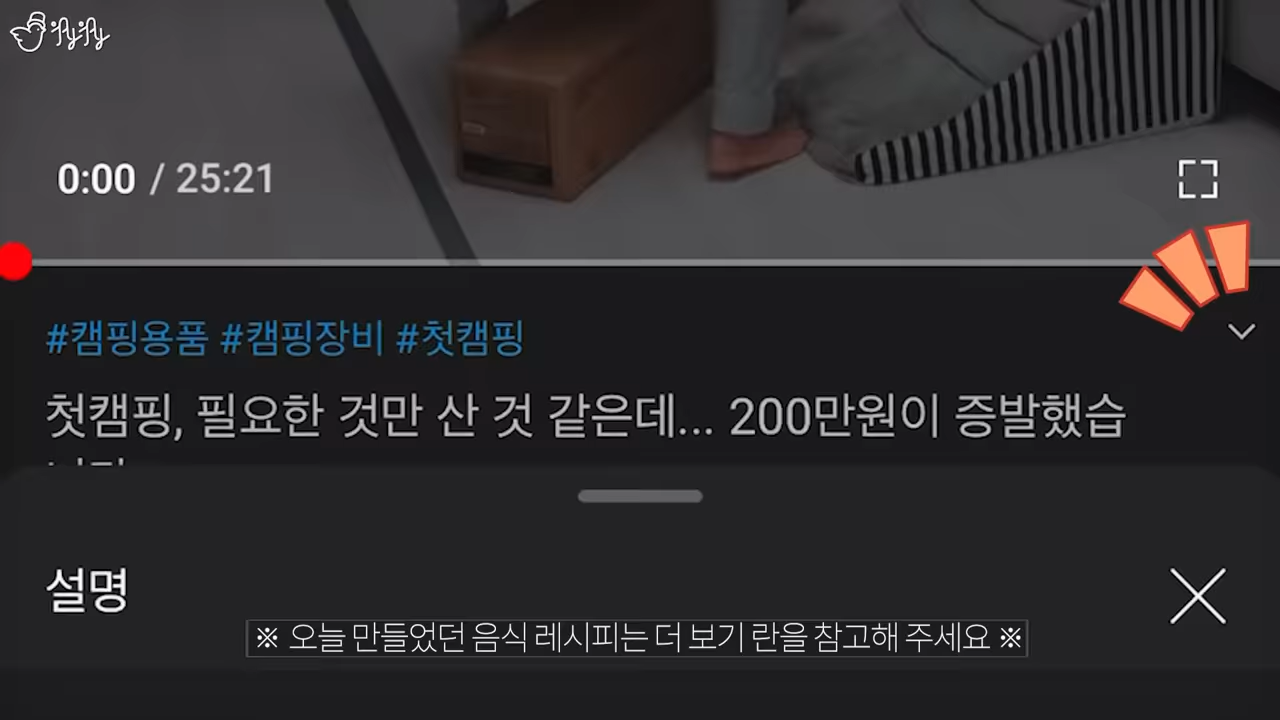 0:00 / 25:21
#캠핑용품 #캠핑장비 #첫캠핑
첫캠핑, 필요한 것만 산 것 같은데... 200만원이 증발했습
설명
※ 오늘 만들었던 음식 레시피는 더 보기 란을 참고해 주세요 ※